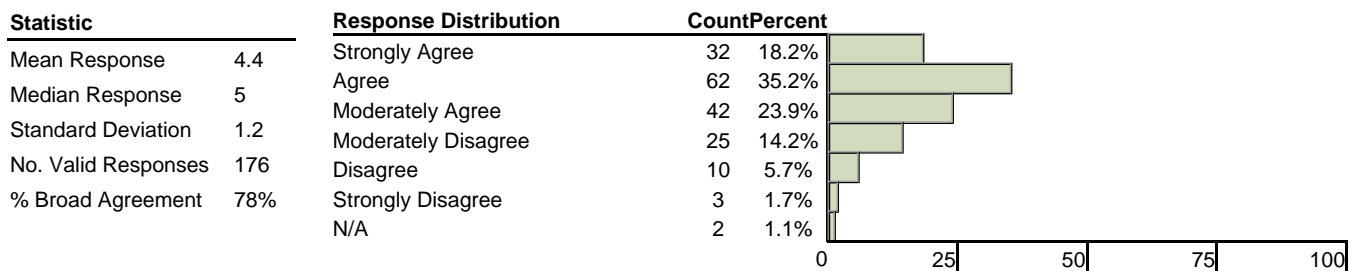 Statistic
Mean Response 4.4
Median Response 5
Standard Deviation 1.2
No. Valid Responses 176
% Broad Agreement 78%
Response Distribution CountPercent
Strongly Agree 32 18.2%
Agree 62 35.2%
Moderately Agree 42 23.9%
Moderately Disagree 25 14.2%
Disagree 10 5.7%
Strongly Disagree 3 1.7%
N/A 2 1.1%
0 25 50 75 100